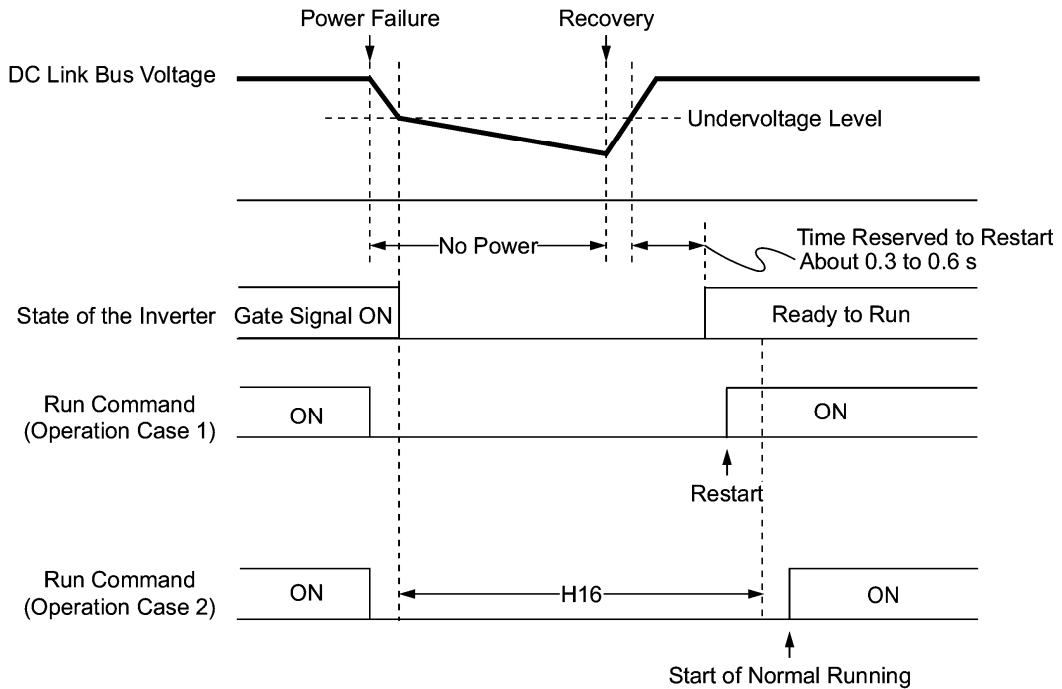 Power Failure
Recovery
DC Link Bus Voltage
Undervoltage Level
No Power
Time Reserved to Restart
About 0.3 to 0.6 s
State of the Inverter
Gate Signal ON
Ready to Run
Run Command
(Operation Case 1)
ON
ON
Restart
Run Command
(Operation Case 2)
ON
H16
ON
Start of Normal Running